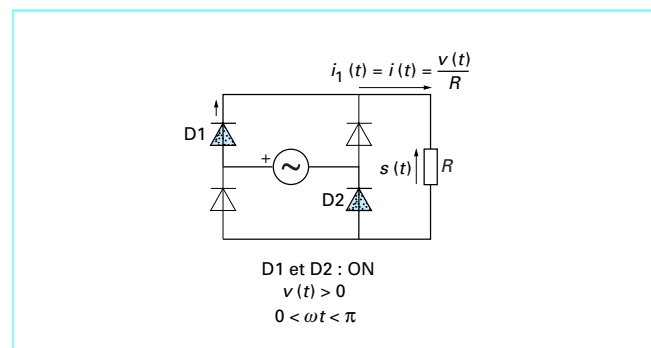 i₁ (t) = i (t) = v (t) / R
D1
+
~
s (t)
R
D2
D1 et D2 : ON
v (t) > 0
0 < ωt < π